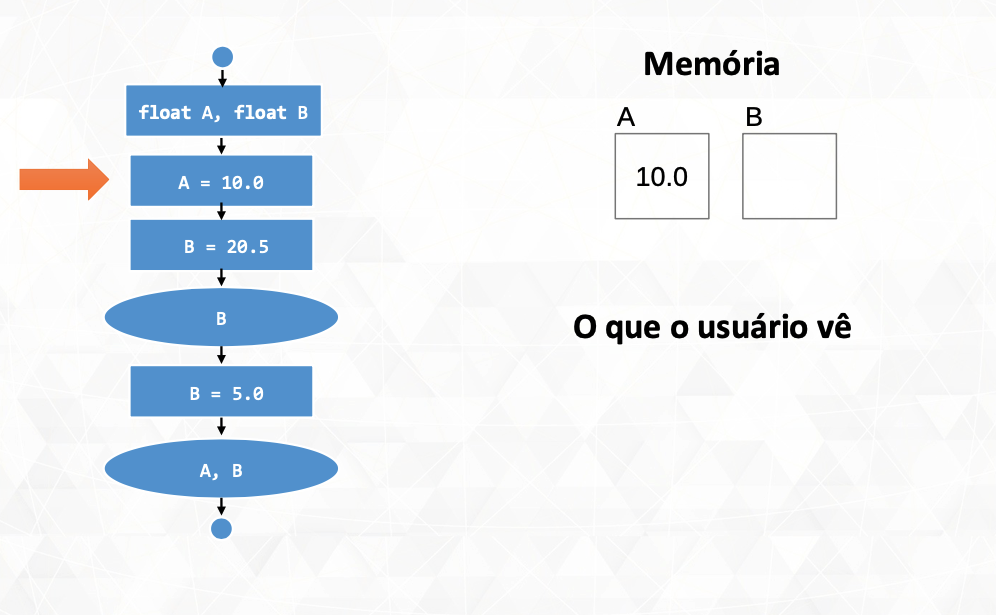 float A, float B
A = 10.0
B = 20.5
B
B = 5.0
A, B
Memória
A
B
10.0
O que o usuário vê